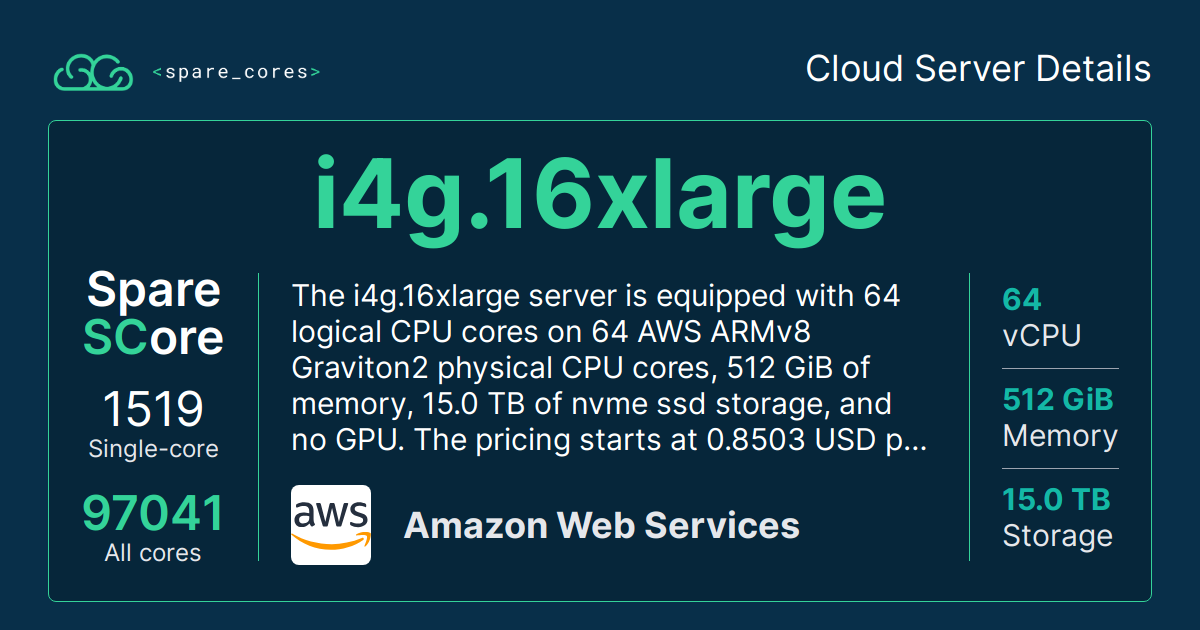 <spare_cores>
Cloud Server Details
i4g.16xlarge
Spare
SCore
1519
Single-core
97041
All cores
The i4g.16xlarge server is equipped with 64
logical CPU cores on 64 AWS ARMv8
Graviton2 physical CPU cores, 512 GiB of
memory, 15.0 TB of nvme ssd storage, and
no GPU. The pricing starts at 0.8503 USD p...
aws
Amazon Web Services
64
vCPU
512 GiB
Memory
15.0 TB
Storage